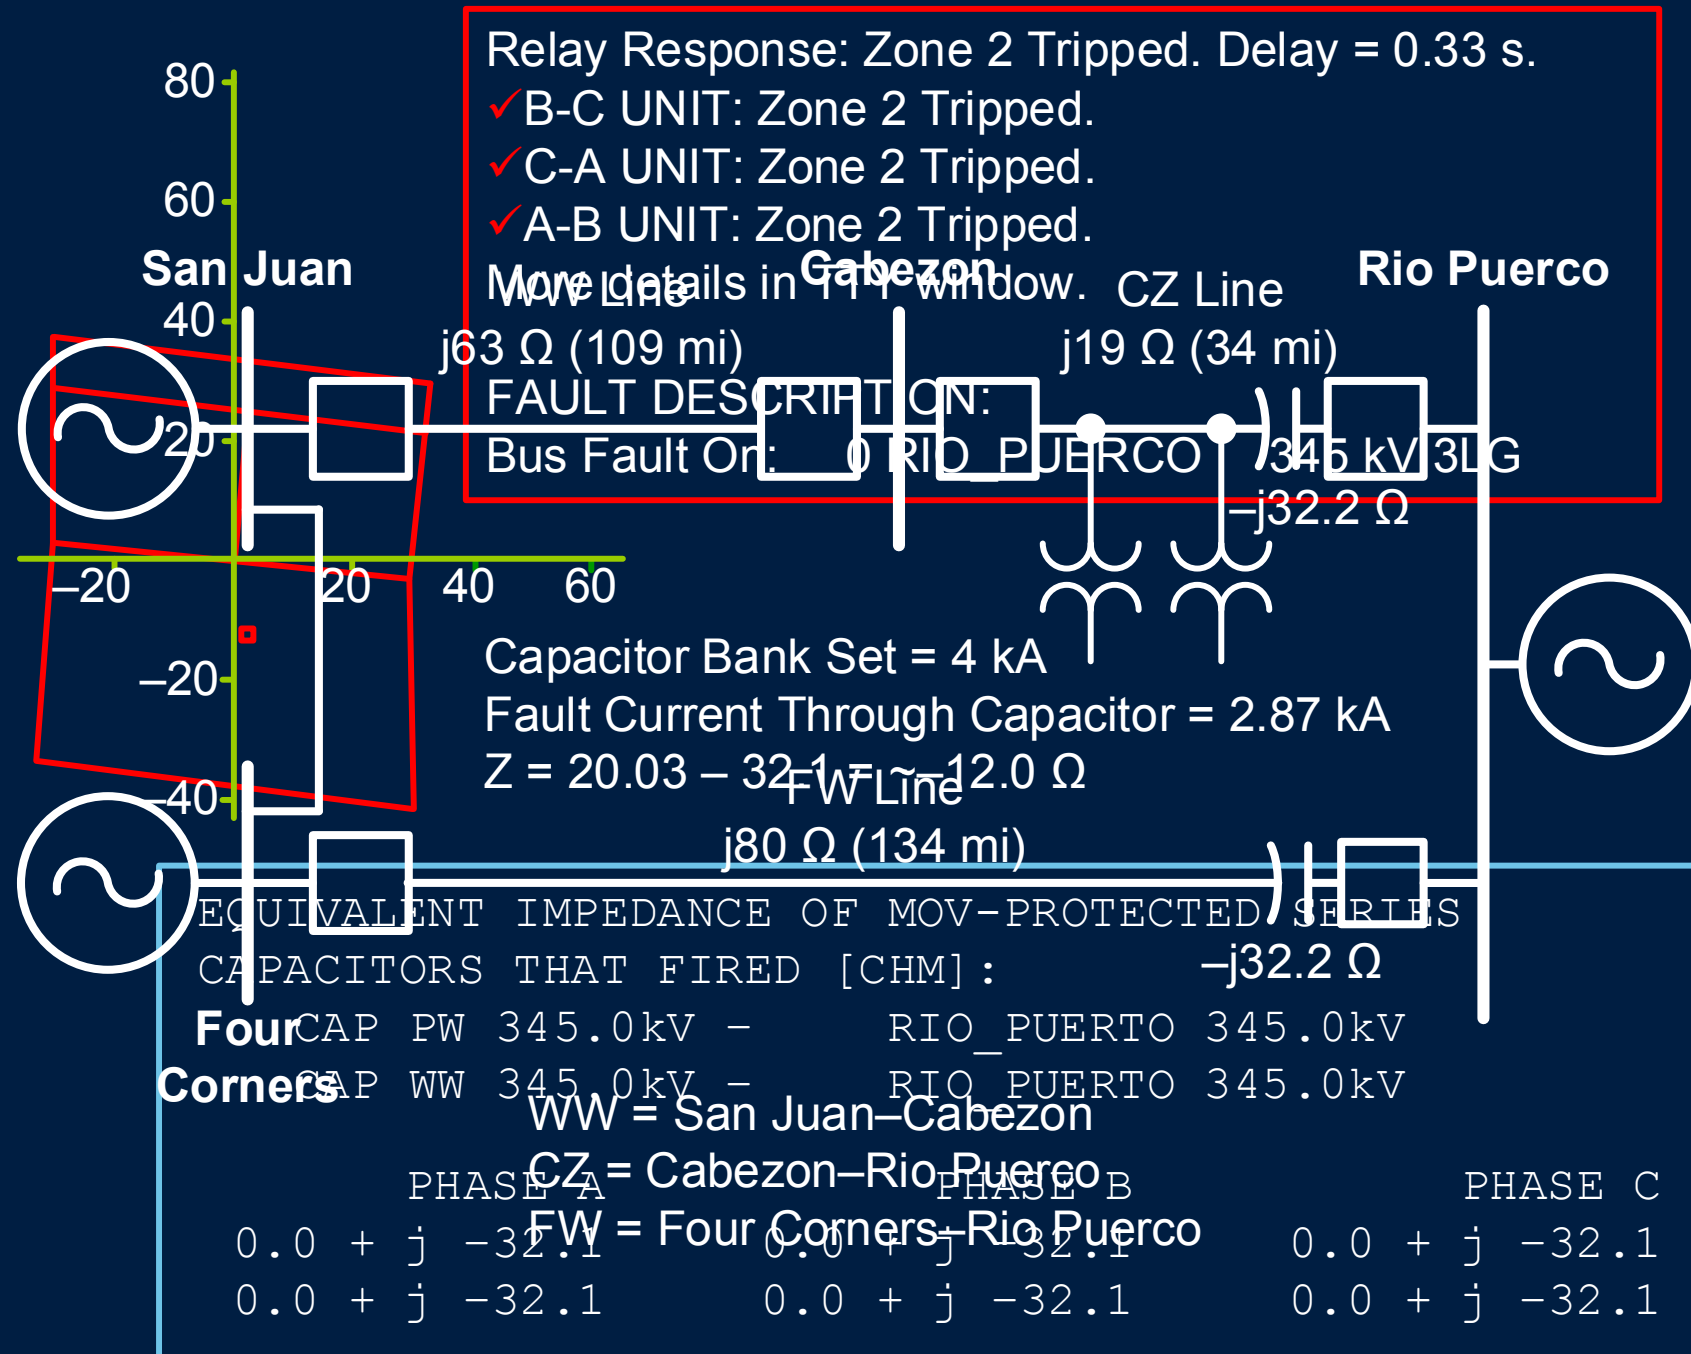 Relay Response: Zone 2 Tripped. Delay = 0.33 s.
✓B-C UNIT: Zone 2 Tripped.
✓C-A UNIT: Zone 2 Tripped.
✓A-B UNIT: Zone 2 Tripped.
More details in TTY window.
FAULT DESCRIPTION:
Bus Fault On: 0 RIO_PUERCO 345 kV 3LG
80
60
40
20
–20
–40
–20
20
40
60
San Juan
Cabezon
Rio Puerco
WW Line
j63 Ω (109 mi)
CZ Line
j19 Ω (34 mi)
–j32.2 Ω
Capacitor Bank Set = 4 kA
Fault Current Through Capacitor = 2.87 kA
Z = 20.03 – 32.1 = ~–12.0 Ω
FW Line
j80 Ω (134 mi)
–j32.2 Ω
Four
Corners
EQUIVALENT IMPEDANCE OF MOV-PROTECTED SERIES
CAPACITORS THAT FIRED [CHM]:
CAP PW 345.0kV – RIO_PUERTO 345.0kV
CAP WW 345.0kV – RIO_PUERTO 345.0kV
PHASE A PHASE B PHASE C
0.0 + j –32.1 0.0 + j –32.1 0.0 + j –32.1
0.0 + j –32.1 0.0 + j –32.1 0.0 + j –32.1
WW = San Juan–Cabezon
CZ = Cabezon–Rio Puerco
FW = Four Corners–Rio Puerco